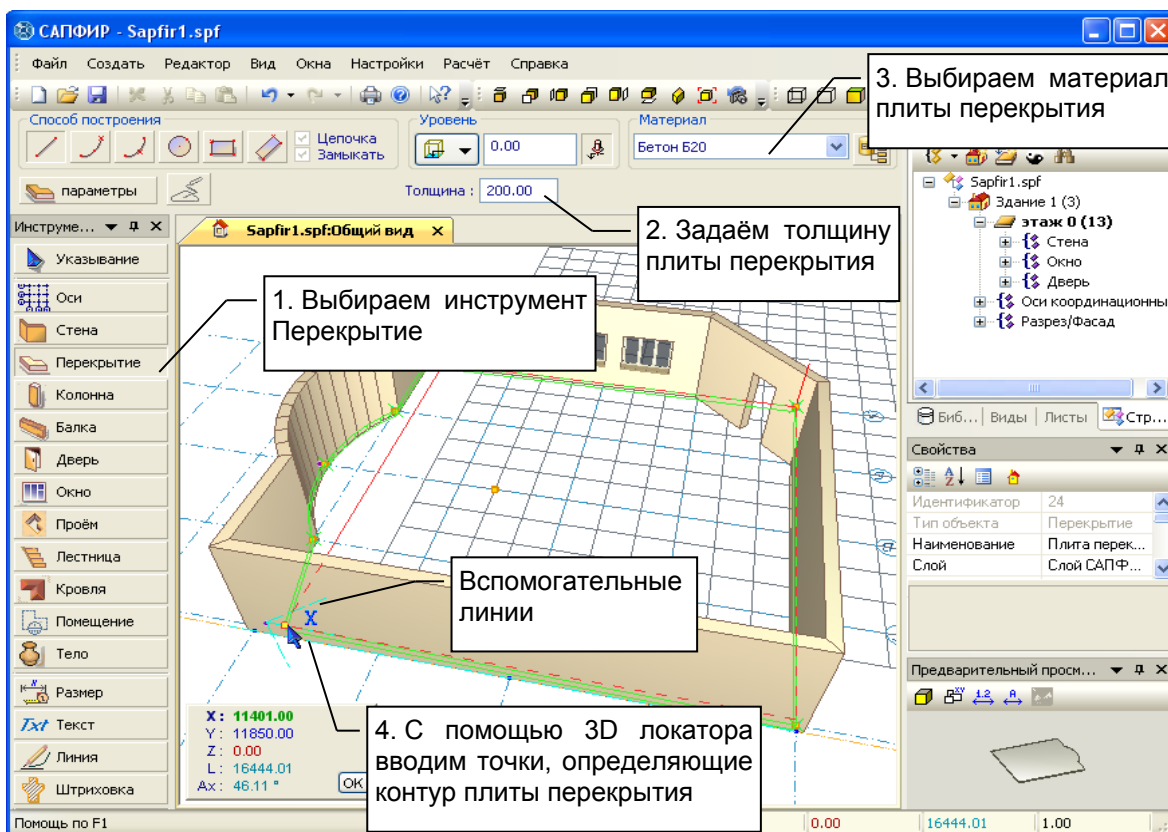 САПФИР - Sapfir1.spf
Файл Создать Редактор Вид Окна Настройки Расчёт Справка
3. Выбираем материал
плиты перекрытия
Способ построения
Цепочка
Замыкать
Уровень
0.00
Материал
Бетон Б20
параметры
Толщина : 200.00
2. Задаём толщину
плиты перекрытия
Sapfir1.spf
Здание 1 (3)
этаж 0 (13)
Стена
Окно
Дверь
Оси координационны
Разрез/Фасад
Инструме...
Sapfir1.spf:Общий вид
1. Выбираем инструмент
Перекрытие
Указывание
Оси
Стена
Перекрытие
Колонна
Балка
Дверь
Окно
Проём
Лестница
Кровля
Помещение
Тело
Размер
Txt Текст
Линия
Штриховка
Биб... Виды Листы Стр...
Свойства
Идентификатор 24
Тип объекта Перекрытие
Наименование Плита перек...
Слой Слой САПФ...
Вспомогательные
линии
X
Предварительный просм...
X : 11401.00
Y : 11850.00
Z : 0.00
L : 16444.01
Ax : 46.11 °
OK
4. С помощью 3D локатора
вводим точки, определяющие
контур плиты перекрытия
Помощь по F1
0.00 16444.01 1.00